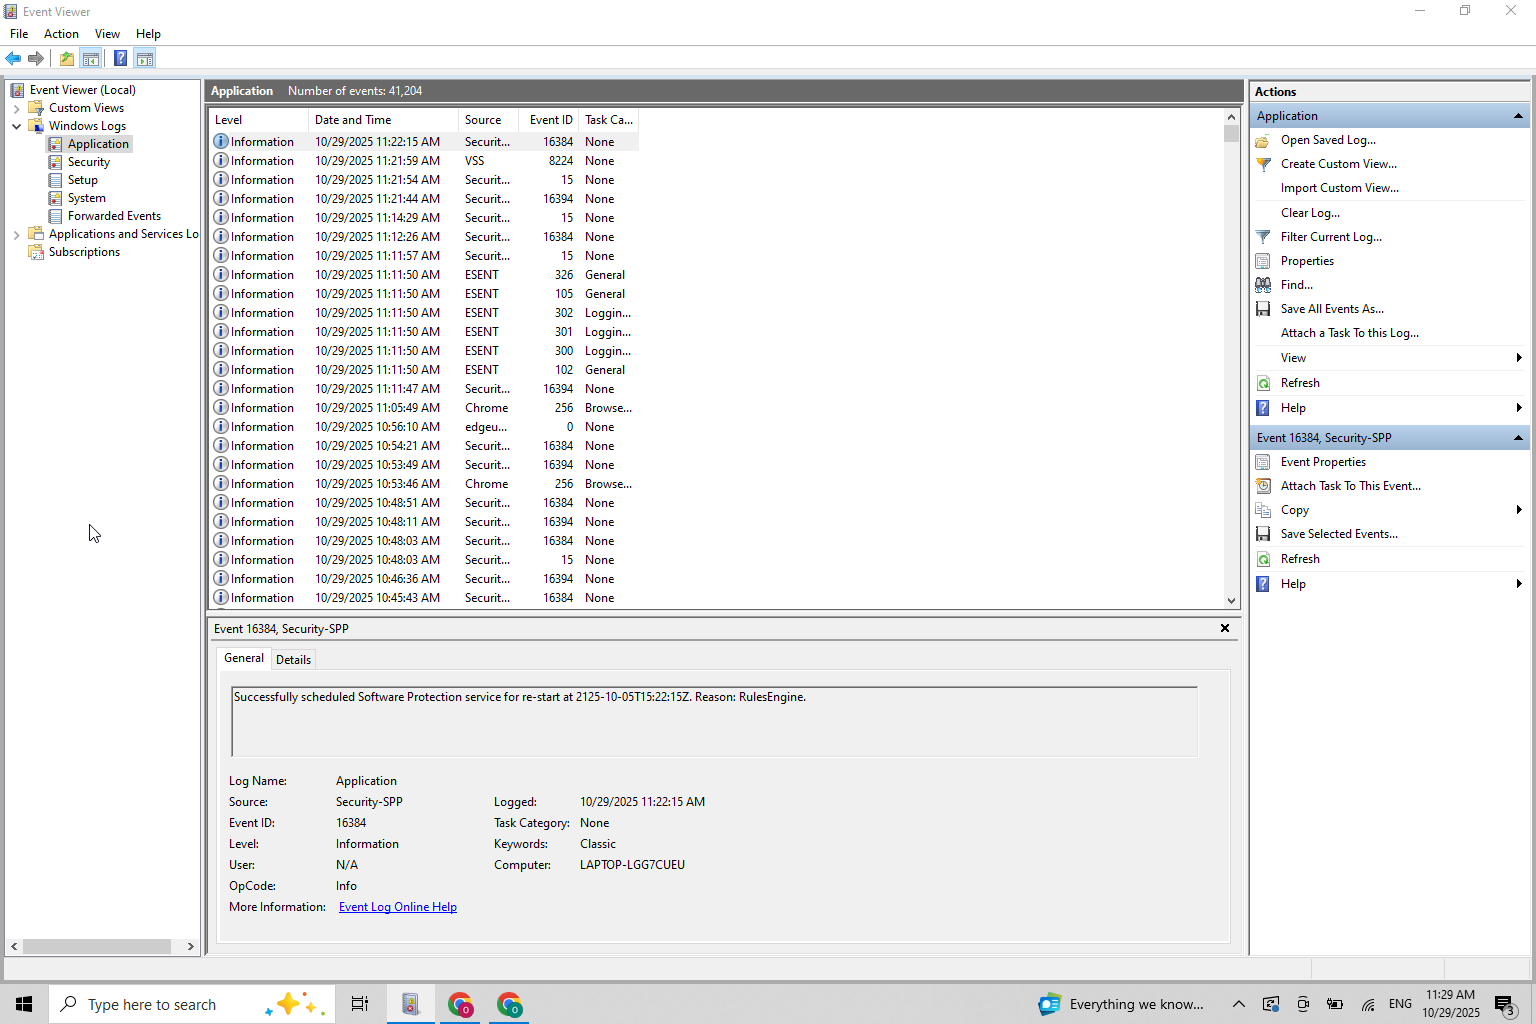 Event Viewer
File Action View Help
Event Viewer (Local)
Custom Views
Windows Logs
Application
Security
Setup
System
Forwarded Events
Applications and Services Lo
Subscriptions
Application Number of events: 41,204
Level Date and Time Source Event ID Task Ca...
Information 10/29/2025 11:22:15 AM Securit... 16384 None
Information 10/29/2025 11:21:59 AM VSS 8224 None
Information 10/29/2025 11:21:54 AM Securit... 15 None
Information 10/29/2025 11:21:44 AM Securit... 16394 None
Information 10/29/2025 11:14:29 AM Securit... 15 None
Information 10/29/2025 11:12:26 AM Securit... 16384 None
Information 10/29/2025 11:11:57 AM Securit... 15 None
Information 10/29/2025 11:11:50 AM ESENT 326 General
Information 10/29/2025 11:11:50 AM ESENT 105 General
Information 10/29/2025 11:11:50 AM ESENT 302 Loggin...
Information 10/29/2025 11:11:50 AM ESENT 301 Loggin...
Information 10/29/2025 11:11:50 AM ESENT 300 Loggin...
Information 10/29/2025 11:11:50 AM ESENT 102 General
Information 10/29/2025 11:11:47 AM Securit... 16394 None
Information 10/29/2025 11:05:49 AM Chrome 256 Browse...
Information 10/29/2025 10:56:10 AM edgeu... 0 None
Information 10/29/2025 10:54:21 AM Securit... 16384 None
Information 10/29/2025 10:53:49 AM Securit... 16394 None
Information 10/29/2025 10:53:46 AM Chrome 256 Browse...
Information 10/29/2025 10:48:51 AM Securit... 16384 None
Information 10/29/2025 10:48:11 AM Securit... 16394 None
Information 10/29/2025 10:48:03 AM Securit... 16384 None
Information 10/29/2025 10:48:03 AM Securit... 15 None
Information 10/29/2025 10:46:36 AM Securit... 16394 None
Information 10/29/2025 10:45:43 AM Securit... 16384 None
Event 16384, Security-SPP
General Details
Successfully scheduled Software Protection service for re-start at 2125-10-05T15:22:15Z. Reason: RulesEngine.
Log Name: Application
Source: Security-SPP Logged: 10/29/2025 11:22:15 AM
Event ID: 16384 Task Category: None
Level: Information Keywords: Classic
User: N/A Computer: LAPTOP-LGG7CUEU
OpCode: Info
More Information: Event Log Online Help
Actions
Application
Open Saved Log...
Create Custom View...
Import Custom View...
Clear Log...
Filter Current Log...
Properties
Find...
Save All Events As...
Attach a Task To this Log...
View
Refresh
Help
Event 16384, Security-SPP
Event Properties
Attach Task To This Event...
Copy
Save Selected Events...
Refresh
Help
Type here to search
Everything we know...
ENG
11:29 AM
10/29/2025
3